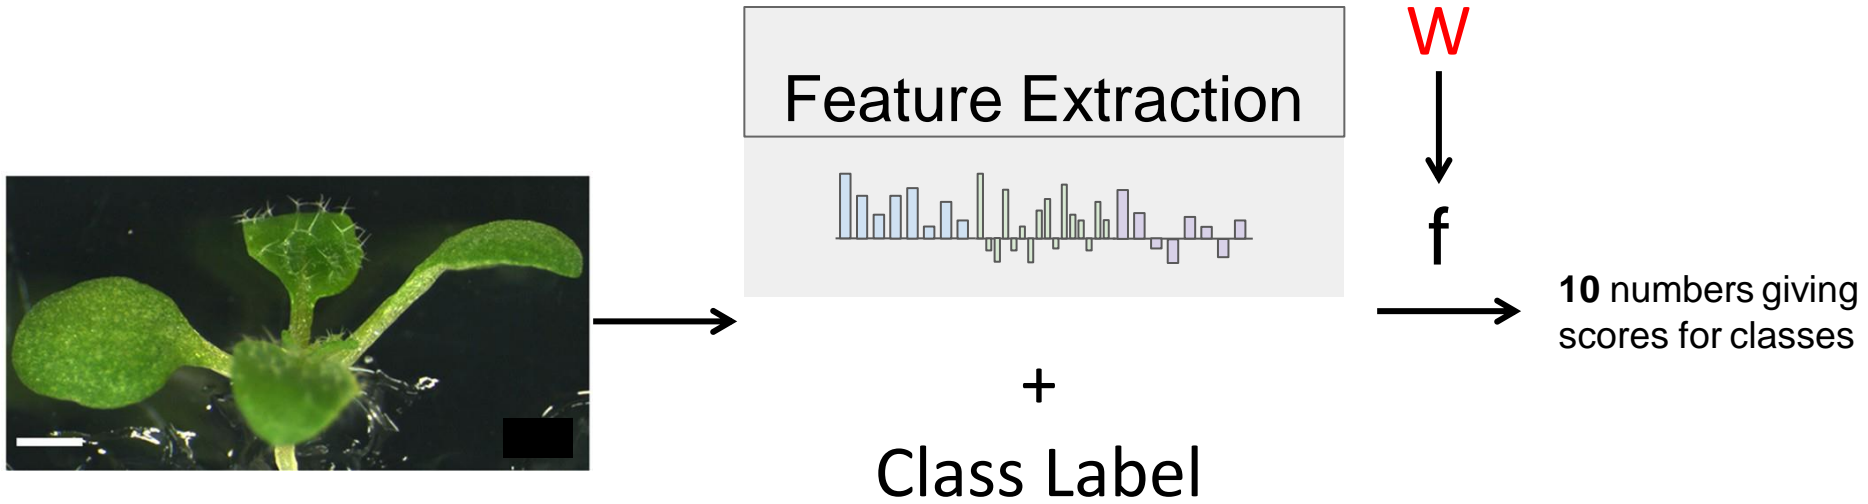 Feature Extraction
W
f
10 numbers giving
scores for classes
+
Class Label